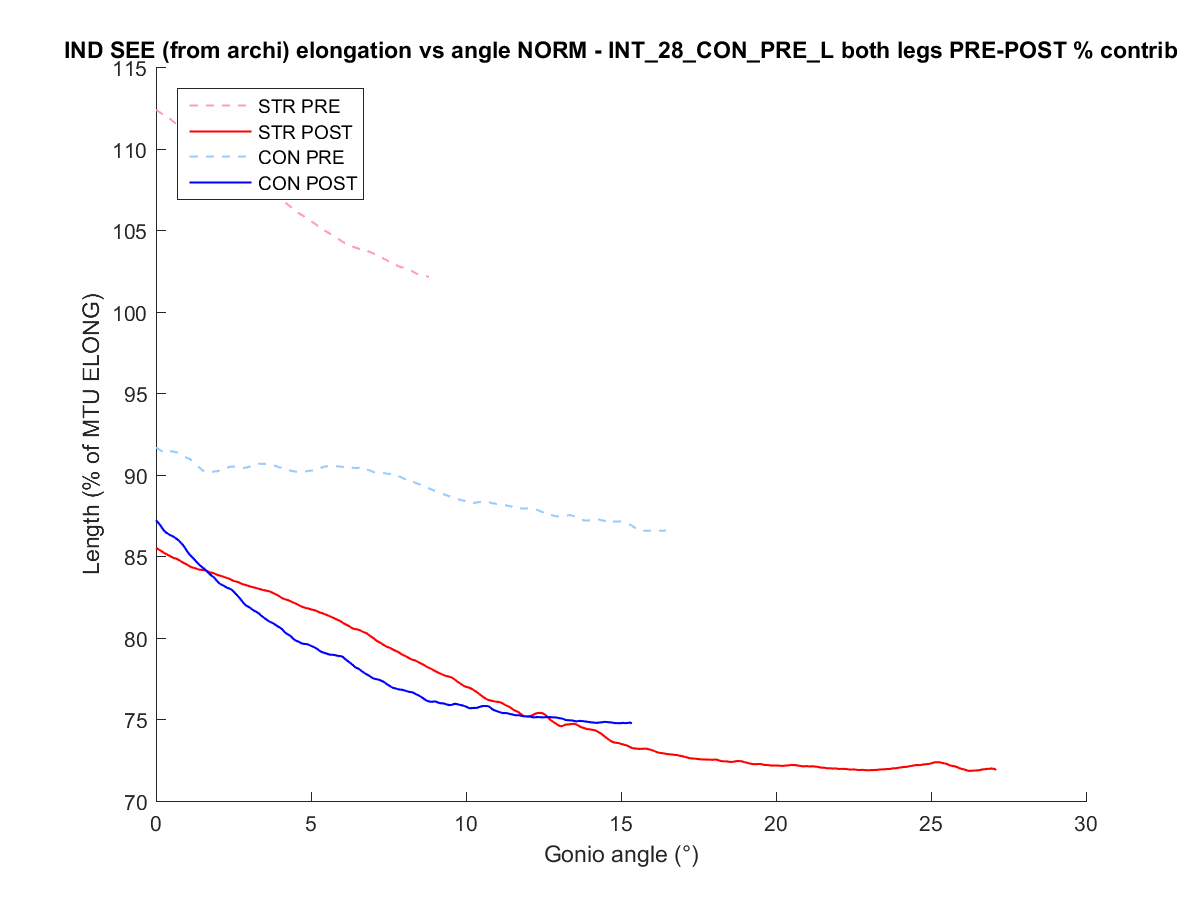 IND SEE (from archi) elongation vs angle NORM - INT_28_CON_PRE_L both legs PRE-POST % contrib
115
110
105
100
95
90
85
80
75
70
Length (% of MTU ELONG)
STR PRE
STR POST
CON PRE
CON POST
0 5 10 15 20 25 30
Gonio angle (°)